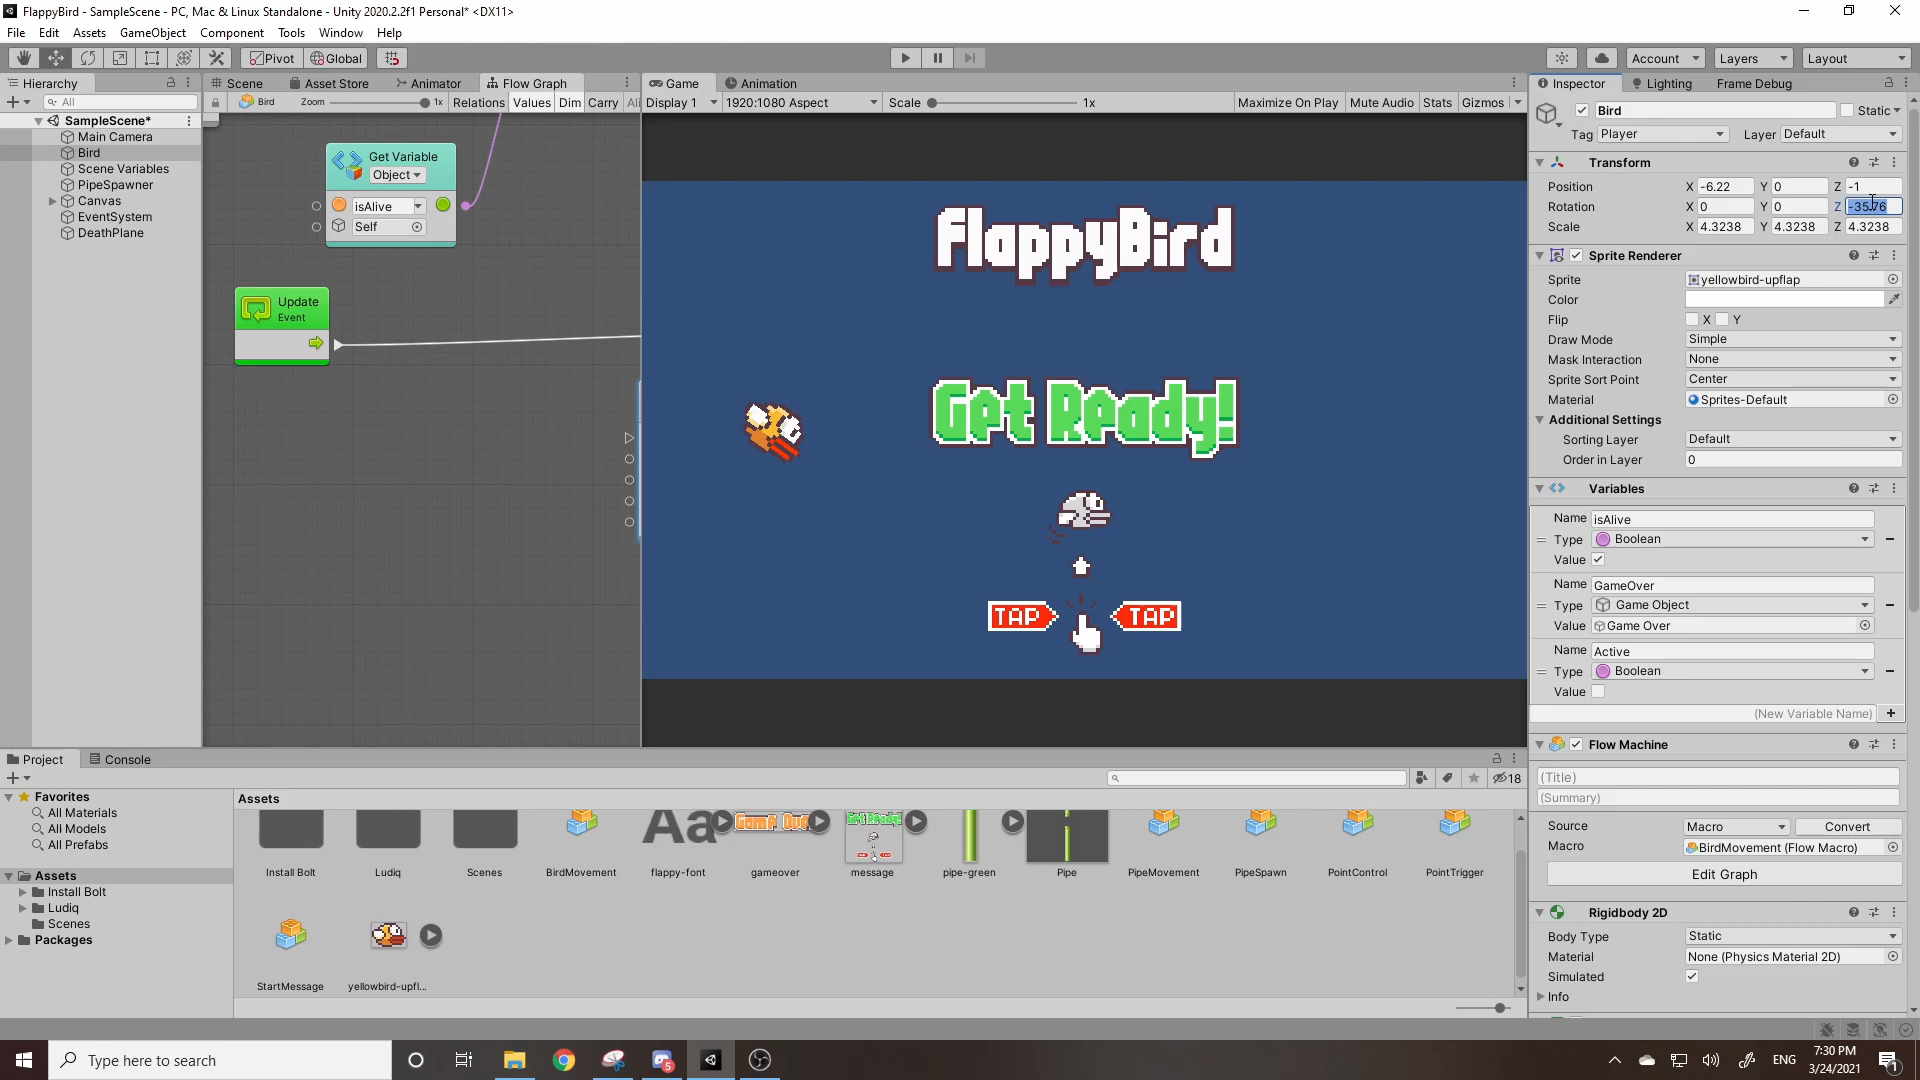 FlappyBird - SampleScene - PC, Mac & Linux Standalone - Unity 2020.2.2f1 Personal* <DX11>
File Edit Assets GameObject Component Tools Window Help
Pivot Global Account Layers Layout
Hierarchy Scene Asset Store Animator Flow Graph Game Animation Inspector Lighting Frame Debug
All Bird Zoom 1x Relations Values Dim Carry Display 1 1920:1080 Aspect Scale 1x Maximize On Play Mute Audio Stats Gizmos
SampleScene*
Main Camera
Bird
Scene Variables
PipeSpawner
Canvas
EventSystem
DeathPlane
Get Variable
Object
isAlive
Self
Update
Event
FlappyBird
Get Ready!
TAP TAP
Bird Static
Tag Player Layer Default
Transform
Position X -6.22 Y 0 Z -1
Rotation X 0 Y 0 Z -35.76
Scale X 4.3238 Y 4.3238 Z 4.3238
Sprite Renderer
Sprite yellowbird-upflap
Color
Flip X Y
Draw Mode Simple
Mask Interaction None
Sprite Sort Point Center
Material Sprites-Default
Additional Settings
Sorting Layer Default
Order in Layer 0
Variables
Name isAlive
Type Boolean
Value
Name GameOver
Type Game Object
Value Game Over
Name Active
Type Boolean
Value
(New Variable Name)
Flow Machine
(Title)
(Summary)
Source Macro Convert
Macro BirdMovement (Flow Macro)
Edit Graph
Rigidbody 2D
Body Type Static
Material None (Physics Material 2D)
Simulated
Info
Project Console
18
Favorites
All Materials
All Models
All Prefabs
Assets
Install Bolt
Ludiq
Scenes
Packages
Assets
Aa
Get Ready!
Install Bolt Ludiq Scenes BirdMovement flappy-font gameover message pipe-green Pipe PipeMovement PipeSpawn PointControl PointTrigger
StartMessage yellowbird-upfl...
Type here to search
5
ENG
7:30 PM
3/24/2021
1